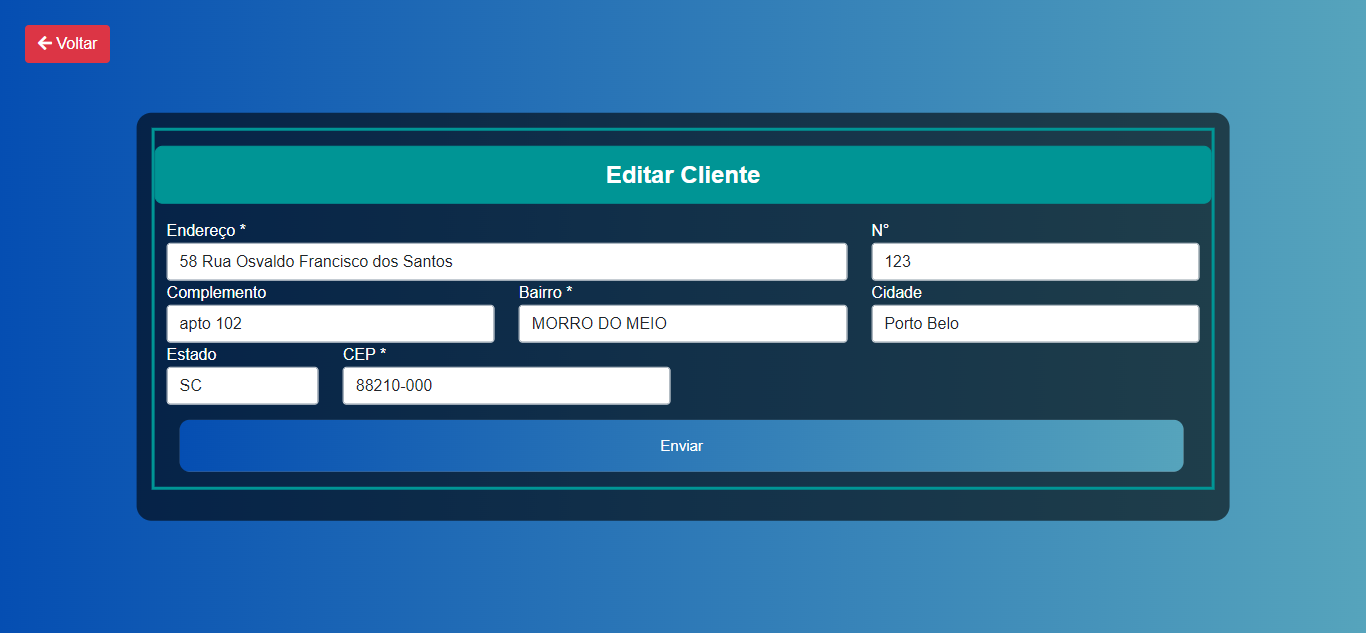 Voltar
Editar Cliente
Endereço * N°
58 Rua Osvaldo Francisco dos Santos 123
Complemento Bairro * Cidade
apto 102 MORRO DO MEIO Porto Belo
Estado CEP *
SC 88210-000
Enviar